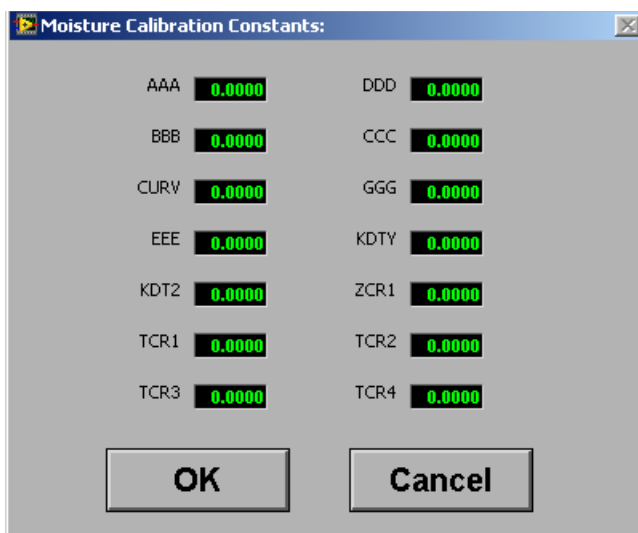 Moisture Calibration Constants:
AAA 0.0000 DDD 0.0000
BBB 0.0000 CCC 0.0000
CURV 0.0000 GGG 0.0000
EEE 0.0000 KDTY 0.0000
KDT2 0.0000 ZCR1 0.0000
TCR1 0.0000 TCR2 0.0000
TCR3 0.0000 TCR4 0.0000
OK Cancel